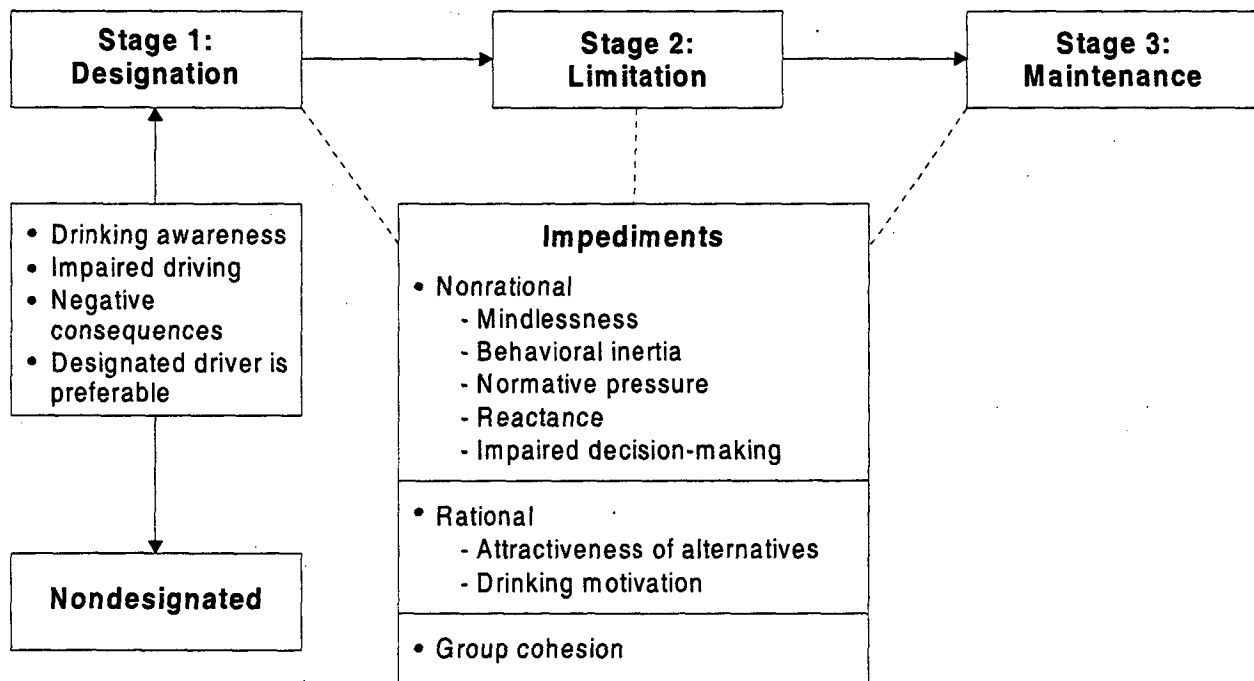 Stage 1:
Designation
Stage 2:
Limitation
Stage 3:
Maintenance
• Drinking awareness
• Impaired driving
• Negative
consequences
• Designated driver is
preferable
Nondesignated
Impediments
• Nonrational
- Mindlessness
- Behavioral inertia
- Normative pressure
- Reactance
- Impaired decision-making
• Rational
- Attractiveness of alternatives
- Drinking motivation
• Group cohesion